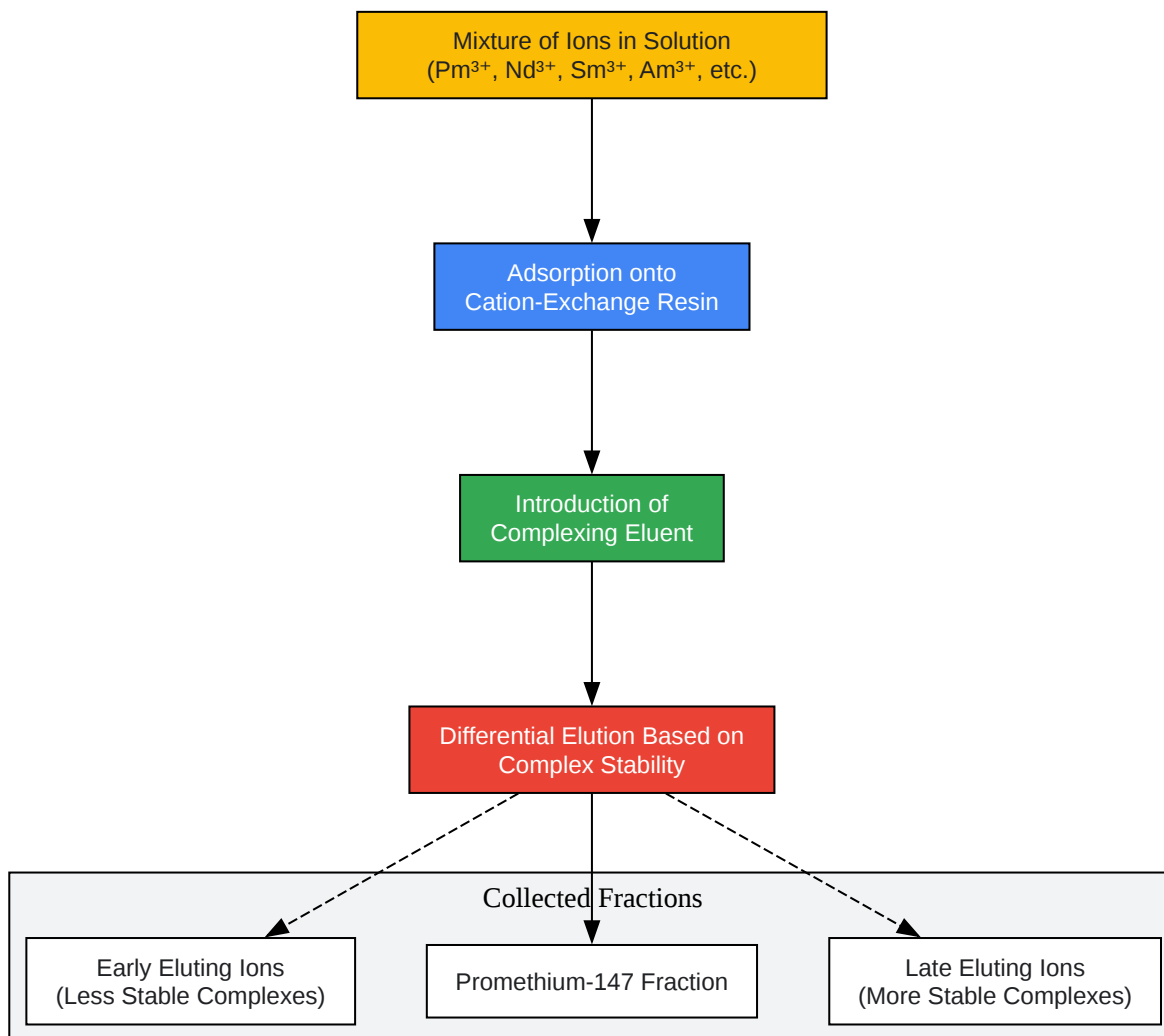 Mixture of Ions in Solution
(Pm³⁺, Nd³⁺, Sm³⁺, Am³⁺, etc.)
Adsorption onto
Cation-Exchange Resin
Introduction of
Complexing Eluent
Differential Elution Based on
Complex Stability
Collected Fractions
Early Eluting Ions
(Less Stable Complexes)
Promethium-147 Fraction
Late Eluting Ions
(More Stable Complexes)